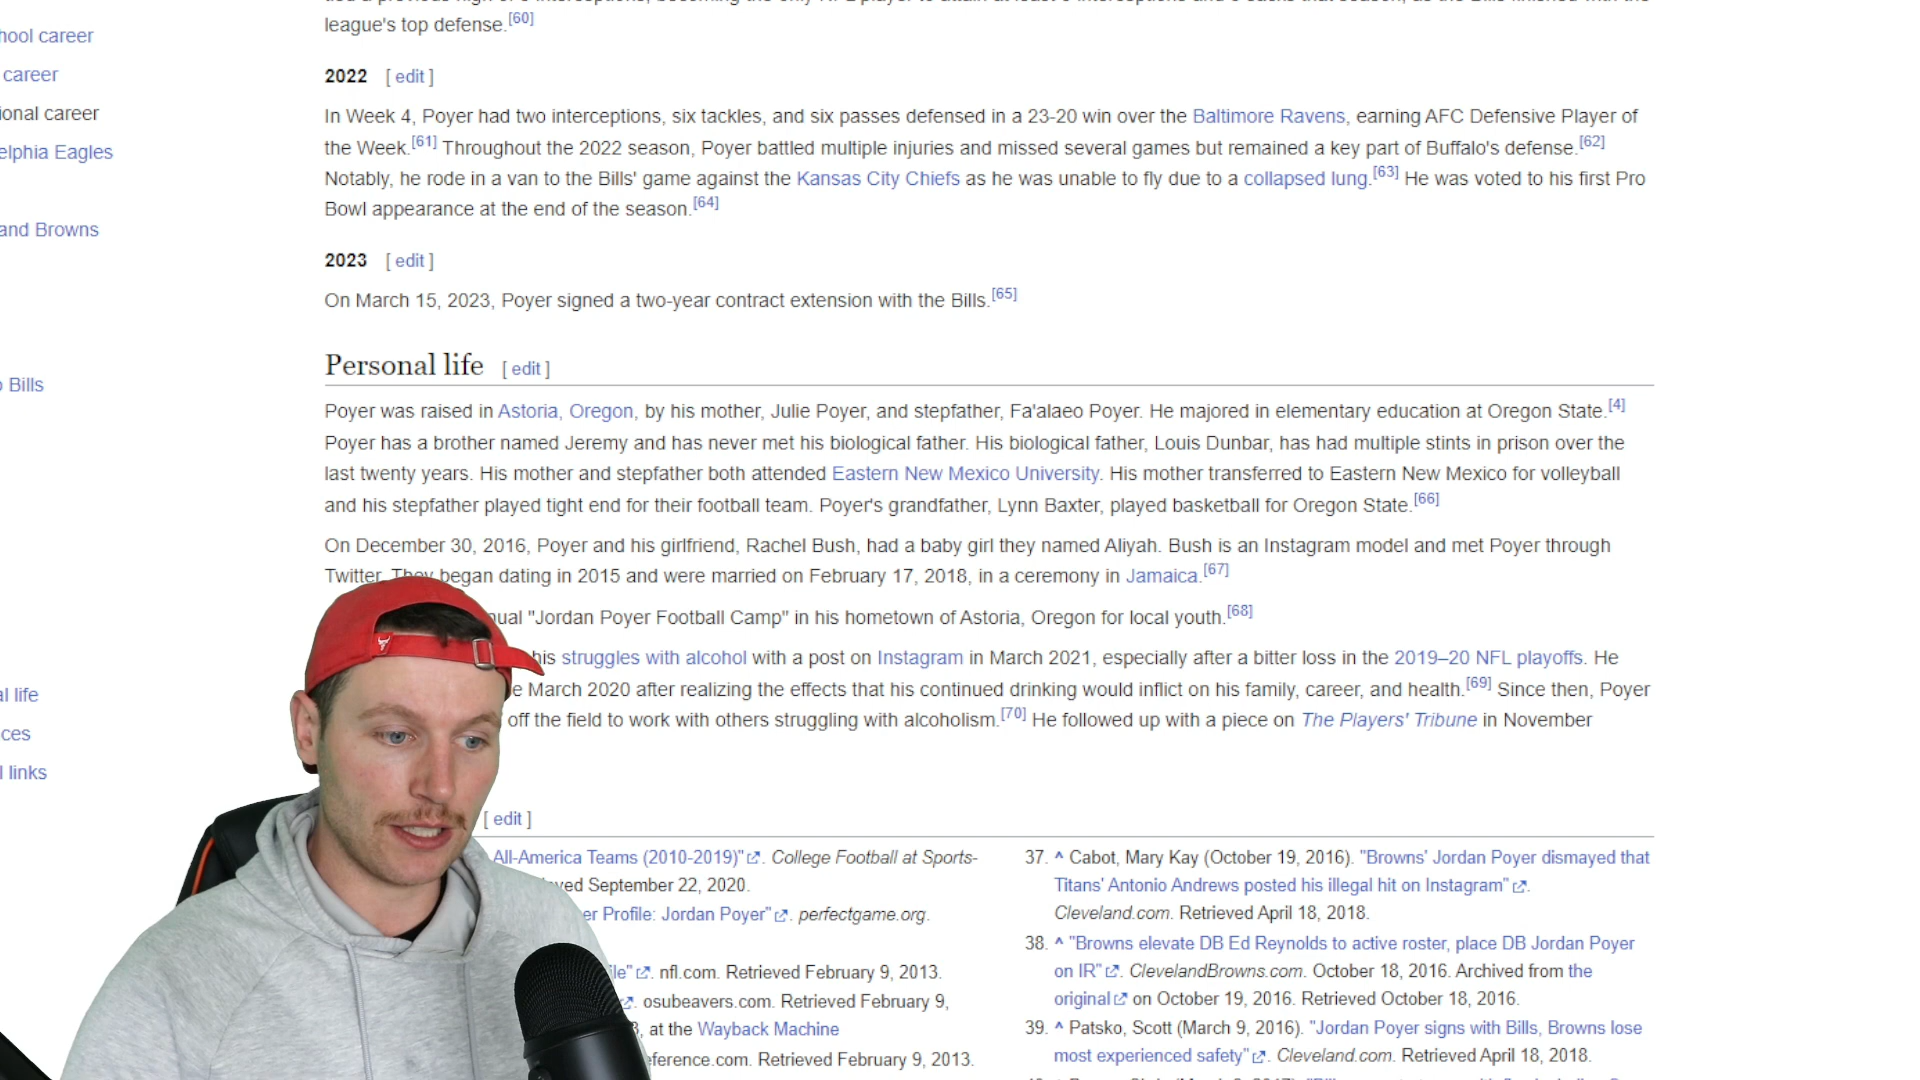 league's top defense.[60]
hool career
2022 [ edit ]
career
In Week 4, Poyer had two interceptions, six tackles, and six passes defensed in a 23-20 win over the Baltimore Ravens, earning AFC Defensive Player of
ional career
the Week.[61] Throughout the 2022 season, Poyer battled multiple injuries and missed several games but remained a key part of Buffalo's defense.[62]
elphia Eagles
Notably, he rode in a van to the Bills' game against the Kansas City Chiefs as he was unable to fly due to a collapsed lung.[63] He was voted to his first Pro
Bowl appearance at the end of the season.[64]
and Browns
2023 [ edit ]
On March 15, 2023, Poyer signed a two-year contract extension with the Bills.[65]
Personal life [ edit ]
Bills
Poyer was raised in Astoria, Oregon, by his mother, Julie Poyer, and stepfather, Fa'alaeo Poyer. He majored in elementary education at Oregon State.[4]
Poyer has a brother named Jeremy and has never met his biological father. His biological father, Louis Dunbar, has had multiple stints in prison over the
last twenty years. His mother and stepfather both attended Eastern New Mexico University. His mother transferred to Eastern New Mexico for volleyball
and his stepfather played tight end for their football team. Poyer's grandfather, Lynn Baxter, played basketball for Oregon State.[66]
On December 30, 2016, Poyer and his girlfriend, Rachel Bush, had a baby girl they named Aliyah. Bush is an Instagram model and met Poyer through
Twitter. They began dating in 2015 and were married on February 17, 2018, in a ceremony in Jamaica.[67]
nual "Jordan Poyer Football Camp" in his hometown of Astoria, Oregon for local youth.[68]
his struggles with alcohol with a post on Instagram in March 2021, especially after a bitter loss in the 2019–20 NFL playoffs. He
e March 2020 after realizing the effects that his continued drinking would inflict on his family, career, and health.[69] Since then, Poyer
al life
off the field to work with others struggling with alcoholism.[70] He followed up with a piece on The Players' Tribune in November
ces
l links
[ edit ]
All-America Teams (2010-2019)". College Football at Sports-
ved September 22, 2020.
er Profile: Jordan Poyer". perfectgame.org.
ile". nfl.com. Retrieved February 9, 2013.
osubeavers.com. Retrieved February 9,
3, at the Wayback Machine
eference.com. Retrieved February 9, 2013.
37. ^ Cabot, Mary Kay (October 19, 2016). "Browns' Jordan Poyer dismayed that
Titans' Antonio Andrews posted his illegal hit on Instagram".
Cleveland.com. Retrieved April 18, 2018.
38. ^ "Browns elevate DB Ed Reynolds to active roster, place DB Jordan Poyer
on IR". ClevelandBrowns.com. October 18, 2016. Archived from the
original on October 19, 2016. Retrieved October 18, 2016.
39. ^ Patsko, Scott (March 9, 2016). "Jordan Poyer signs with Bills, Browns lose
most experienced safety". Cleveland.com. Retrieved April 18, 2018.